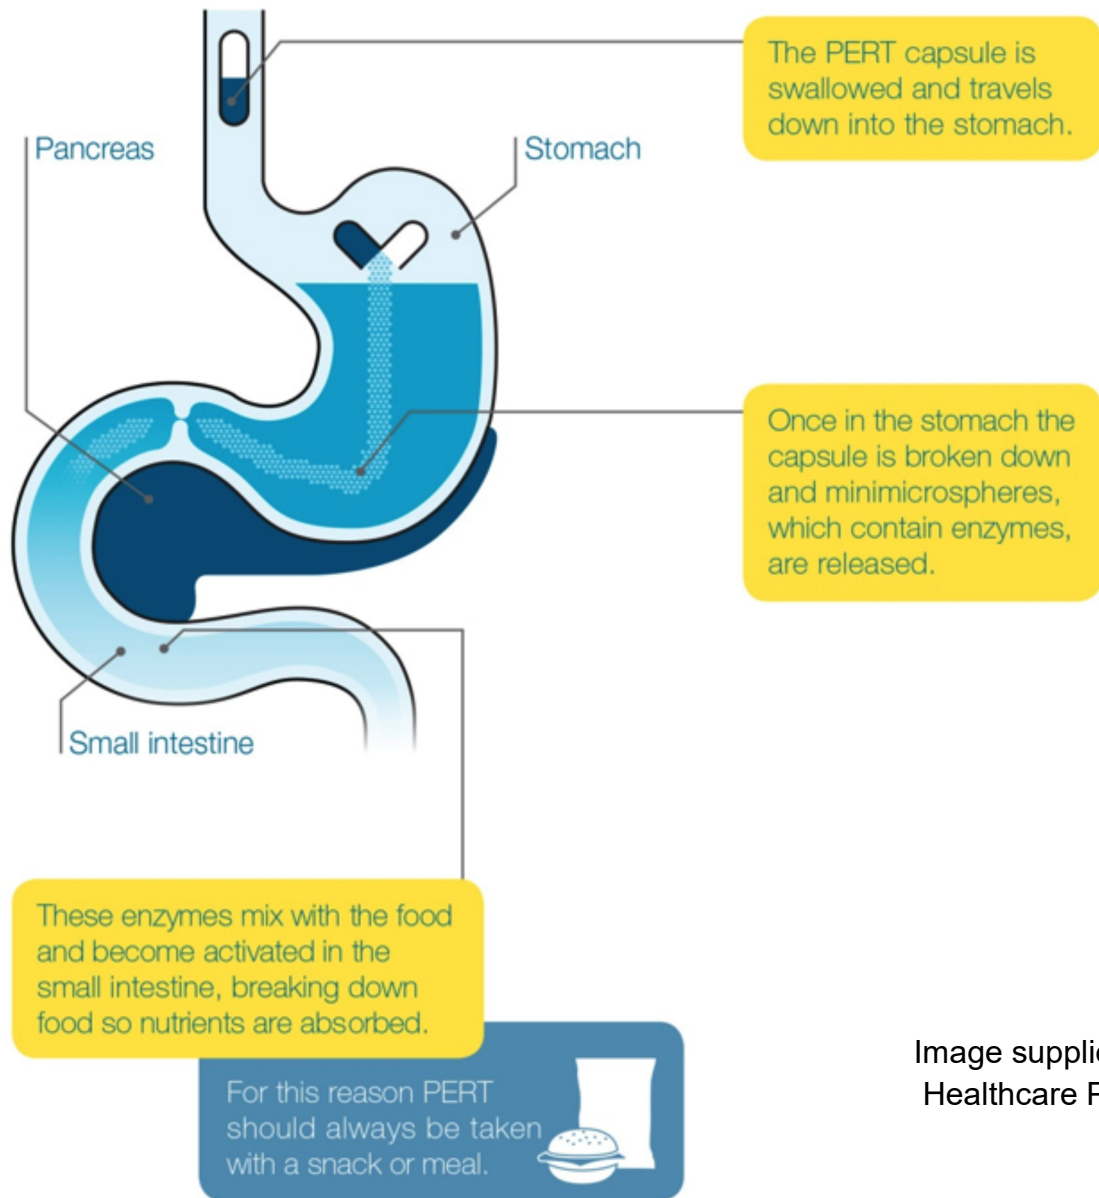 The PERT capsule is
swallowed and travels
down into the stomach.
Pancreas
Stomach
Once in the stomach the
capsule is broken down
and minimicrospheres,
which contain enzymes,
are released.
Small intestine
These enzymes mix with the food
and become activated in the
small intestine, breaking down
food so nutrients are absorbed.
For this reason PERT
should always be taken
with a snack or meal.
Image
Healthcare